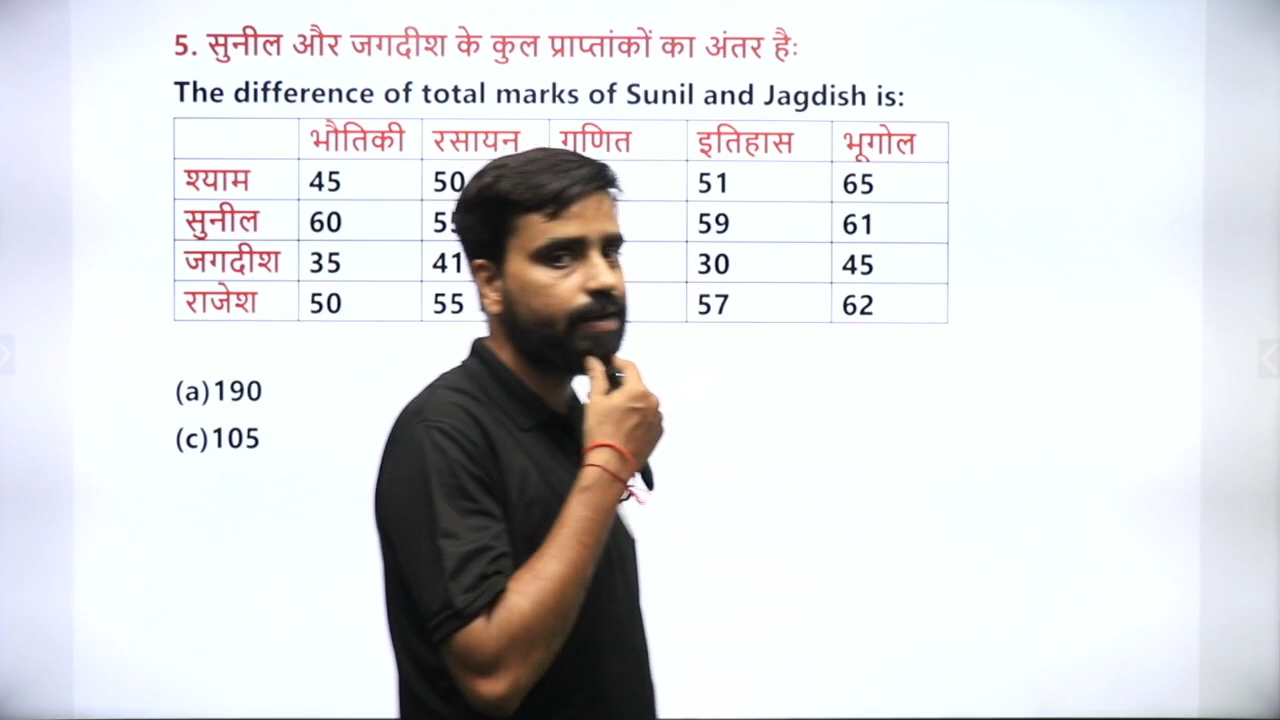 5. सुनील और जगदीश के कुल प्राप्तांकों का अंतर हैः
The difference of total marks of Sunil and Jagdish is:
भौतिकी रसायन गणित इतिहास भूगोल
श्याम 45 50 51 65
सुनील 60 59 61
जगदीश 35 41 30 45
राजेश 50 55 57 62
(a)190
(c)105